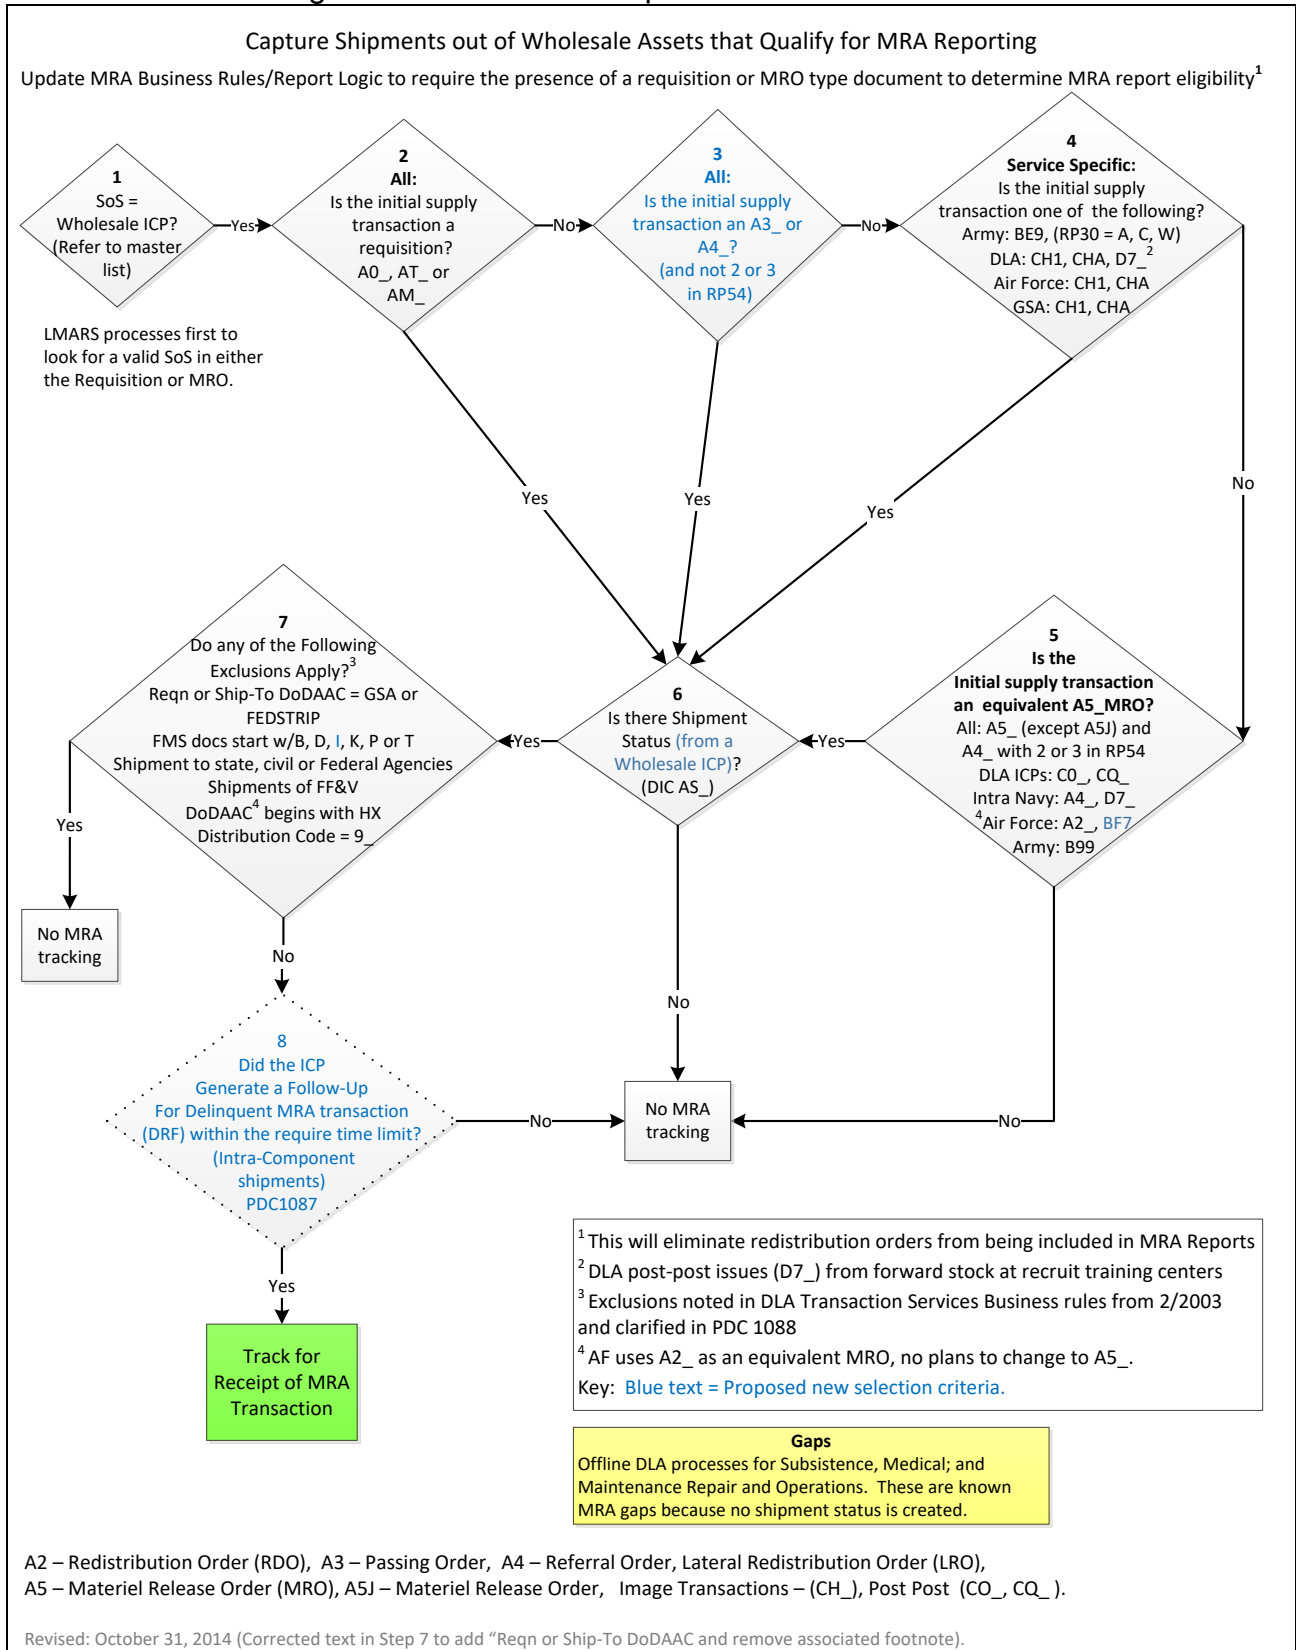 Capture Shipments out of Wholesale Assets that Qualify for MRA Reporting
Update MRA Business Rules/Report Logic to require the presence of a requisition or MRO type document to determine MRA report eligibility1
1
SoS =
Wholesale ICP?
(Refer to master
list)
Yes
LMARS processes first to
look for a valid SoS in either
the Requisition or MRO.
2
All:
Is the initial supply
transaction a
requisition?
A0_, AT_ or
AM_
No
3
All:
Is the initial supply
transaction an A3_ or
A4_?
(and not 2 or 3
in RP54)
No
4
Service Specific:
Is the initial supply
transaction one of the following?
Army: BE9, (RP30 = A, C, W)
DLA: CH1, CHA, D7_2
Air Force: CH1, CHA
GSA: CH1, CHA
Yes
Yes
Yes
No
5
Is the
Initial supply transaction
an equivalent A5_MRO?
All: A5_ (except A5J) and
A4_ with 2 or 3 in RP54
DLA ICPs: C0_, CQ_
Intra Navy: A4_, D7_
4Air Force: A2_, BF7
Army: B99
Yes
6
Is there Shipment
Status (from a
Wholesale ICP)?
(DIC AS_)
Yes
7
Do any of the Following
Exclusions Apply?3
Reqn or Ship-To DoDAAC = GSA or
FEDSTRIP
FMS docs start w/B, D, I, K, P or T
Shipment to state, civil or Federal Agencies
Shipments of FF&V
DoDAAC4 begins with HX
Distribution Code = 9_
Yes
No MRA
tracking
No
No
8
Did the ICP
Generate a Follow-Up
For Delinquent MRA transaction
(DRF) within the require time limit?
(Intra-Component
shipments)
PDC1087
No
No MRA
tracking
No
Yes
Track for
Receipt of MRA
Transaction
1 This will eliminate redistribution orders from being included in MRA Reports
2 DLA post-post issues (D7_) from forward stock at recruit training centers
3 Exclusions noted in DLA Transaction Services Business rules from 2/2003
and clarified in PDC 1088
4 AF uses A2_ as an equivalent MRO, no plans to change to A5_.
Key: Blue text = Proposed new selection criteria.
Gaps
Offline DLA processes for Subsistence, Medical; and
Maintenance Repair and Operations. These are known
MRA gaps because no shipment status is created.
A2 – Redistribution Order (RDO), A3 – Passing Order, A4 – Referral Order, Lateral Redistribution Order (LRO),
A5 – Materiel Release Order (MRO), A5J – Materiel Release Order, Image Transactions – (CH_), Post Post (CO_, CQ_ ).
Revised: October 31, 2014 (Corrected text in Step 7 to add “Reqn or Ship-To DoDAAC and remove associated footnote).